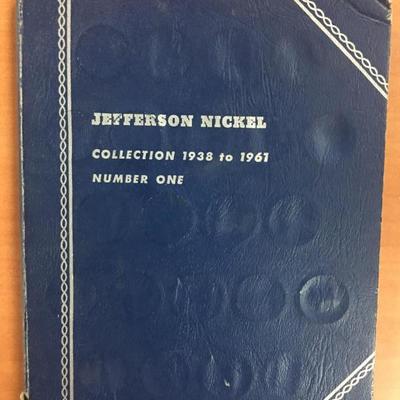 JEFFERSON NICKEL
COLLECTION 1938 to 1961
NUMBER ONE